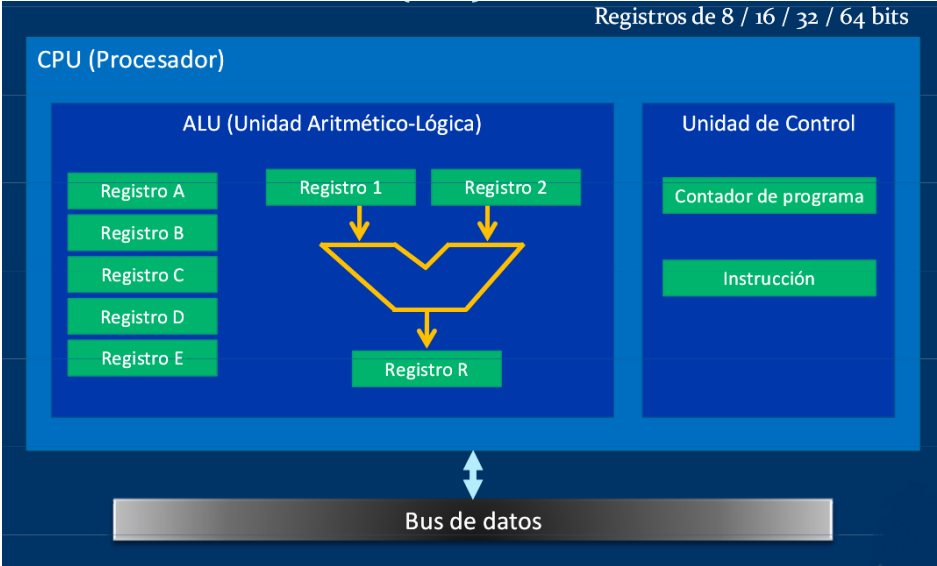 Registros de 8 / 16 / 32 / 64 bits
CPU (Procesador)
ALU (Unidad Aritmético-Lógica)
Registro A
Registro B
Registro C
Registro D
Registro E
Registro 1
Registro 2
Registro R
Unidad de Control
Contador de programa
Instrucción
Bus de datos